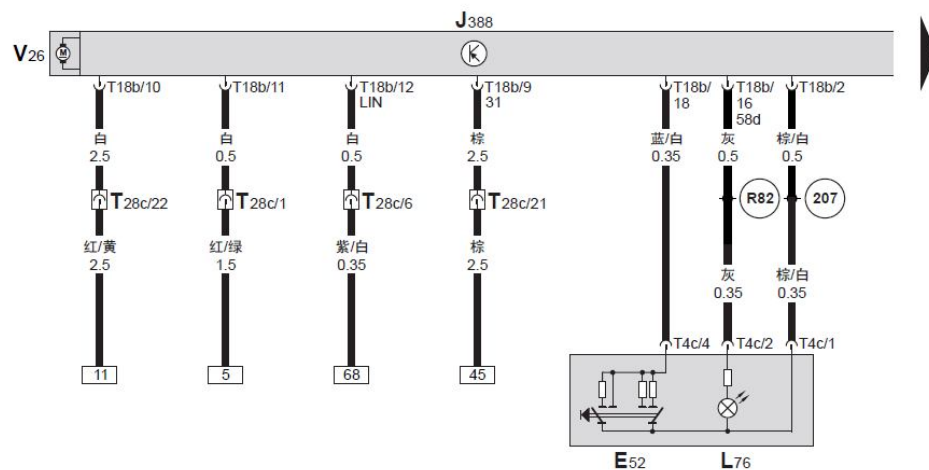 J388
V26
M
T18b/10
T18b/11
T18b/12
LIN
T18b/9
31
T18b/
18
T18b/
16
58d
T18b/2
白
2.5
白
0.5
白
0.5
棕
2.5
蓝/白
0.35
灰
0.5
棕/白
0.5
T28c/22
T28c/1
T28c/6
T28c/21
R82
207
红/黄
2.5
红/绿
1.5
紫/白
0.35
棕
2.5
灰
0.35
棕/白
0.35
T4c/4
T4c/2
T4c/1
11
5
68
45
E52
L76